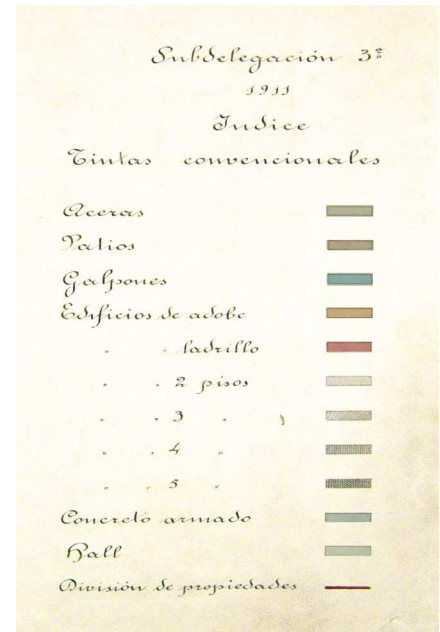 Subdelegación 3ª
1911
Indice
Tintas convencionales
Aceras
Patios
Galpones
Edificios de adobe
" " ladrillo
" " 2 pisos
" " 3 "
" " 4 "
" " 5 "
Concreto armado
Hall
División de propiedades